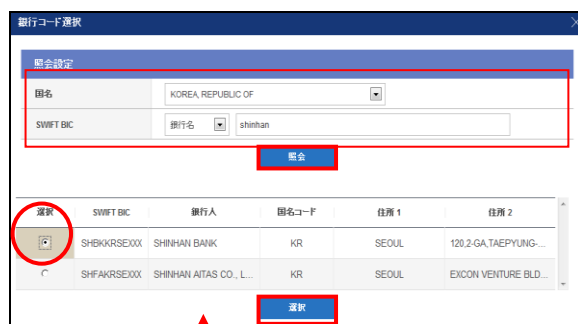 銀行コード選択
照会設定
国名 KOREA, REPUBLIC OF
SWIFT BIC 銀行名 shinhan
照会
選択 SWIFT BIC 銀行人 国名コード 住所 1 住所 2
SHBKKRSEXXX SHINHAN BANK KR SEOUL 120,2-GA,TAEPYUNG-...
SHFAKRSEXXX SHINHAN AITAS CO., L... KR SEOUL EXCON VENTURE BLD...
選択